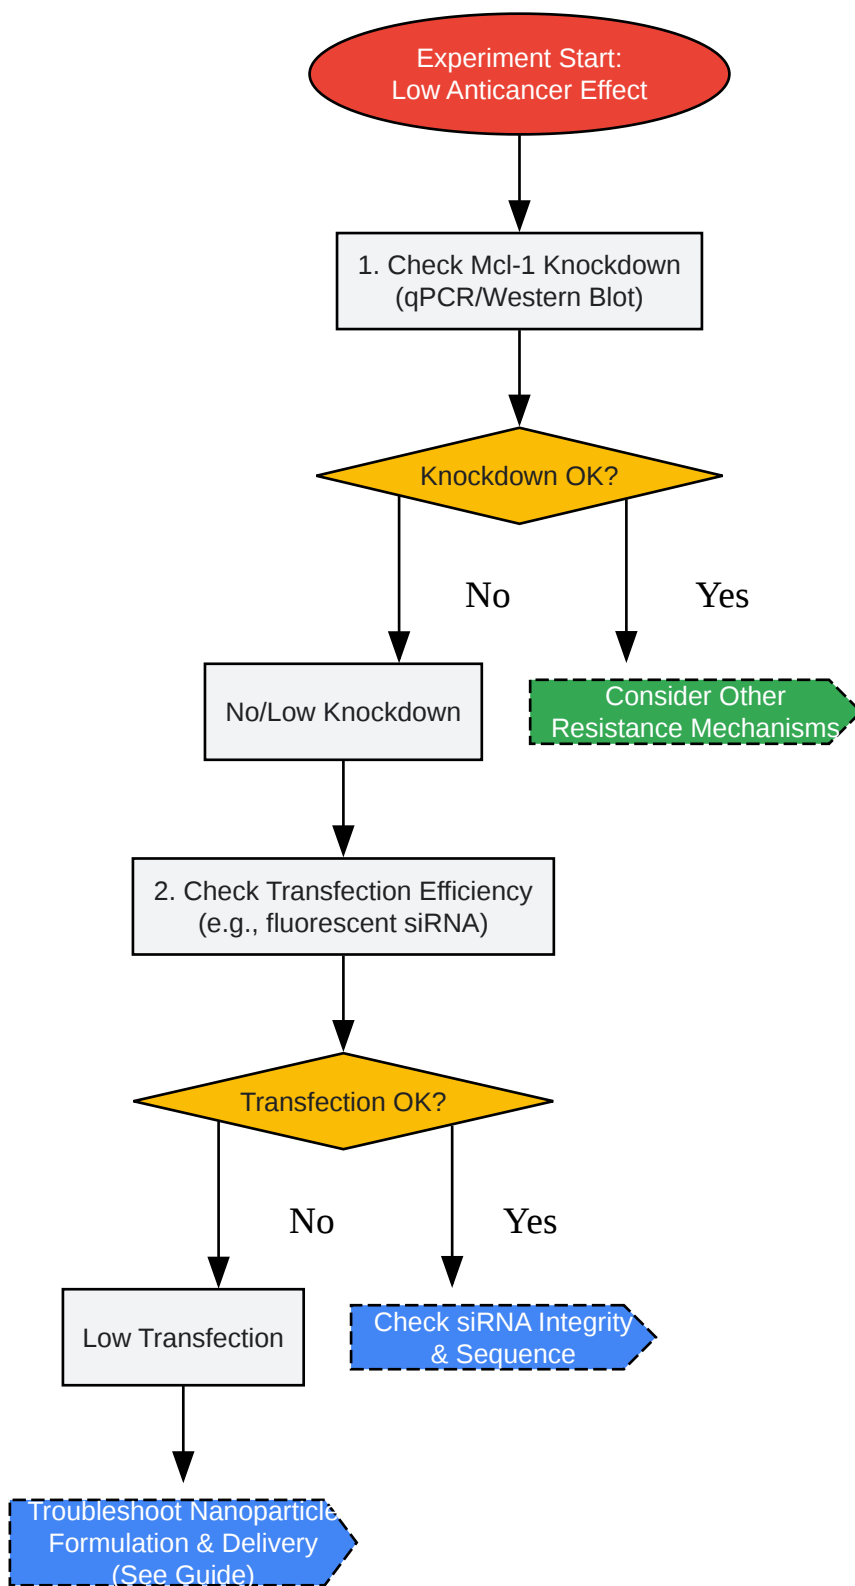 Experiment Start:
Low Anticancer Effect
1. Check Mcl-1 Knockdown
(qPCR/Western Blot)
Knockdown OK?
No
Yes
No/Low Knockdown
Consider Other
Resistance Mechanisms
2. Check Transfection Efficiency
(e.g., fluorescent siRNA)
Transfection OK?
No
Yes
Low Transfection
Check siRNA Integrity
& Sequence
Troubleshoot Nanoparticle
Formulation & Delivery
(See Guide)